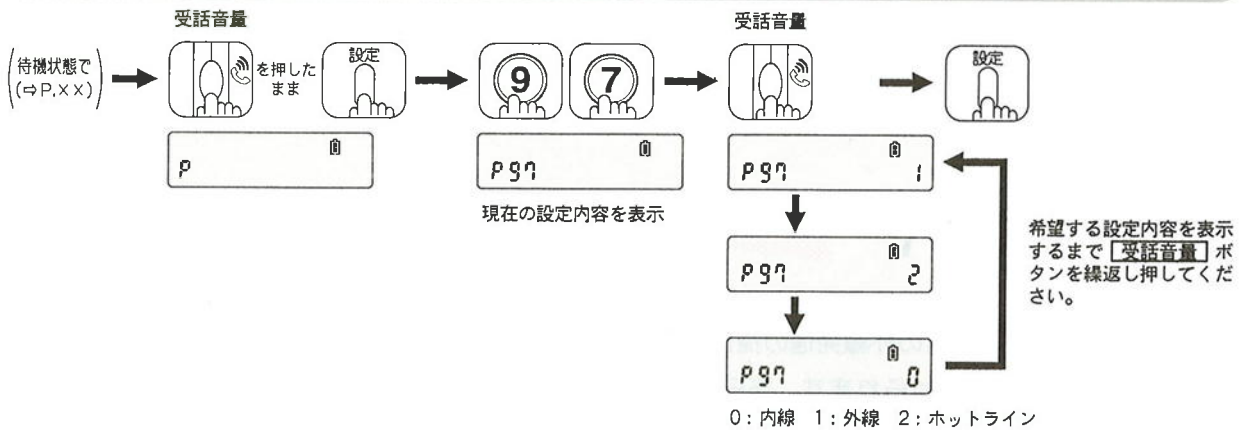 受話音量
受話音量
待機状態で
(⇨P.××)
を押した
まま
設定
9
7
設定
P
P97
P97 1
現在の設定内容を表示
希望する設定内容を表示
するまで 受話音量 ボ
タンを繰返し押してくだ
さい。
P97 2
P97 0
0：内線 1：外線 2：ホットライン